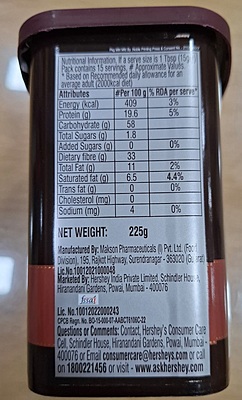 Nutritional Information. If a serve size is 1 Tbsp (15g)
Pack contains 15 servings. # Approximate Values.
* Based on Recommended daily allowance for an
average adult (2000kcal diet)
Attributes #Per 100 g % RDA per serve*
Energy (kcal) 409 3%
Protein (g) 19.6 5%
Carbohydrate (g) 58
Total Sugars (g) 1.8
Added Sugars (g) 0 0%
Dietary fibre (g) 33
Total Fat (g) 11 2%
Saturated fat (g) 6.5 4.4%
Trans fat (g) 0 0%
Cholesterol (mg) 0
Sodium (mg) 4 0%
NET WEIGHT: 225g
Manufactured By: Makson Pharmaceuticals (I) Pvt. Ltd. (Food
Division), 195, Rajkot Highway, Surendranagar - 363020 (Gujarat)
Lic.No.10012021000048
Marketed By: Hershey India Private Limited, Schindler House,
Hiranandani Gardens, Powai, Mumbai - 400076
fssai
Lic.No.10012022000243
CPCB Regn. No.
Questions or Comments: Contact, Hershey's Consumer Care
Cell, Schindler House, Hiranandani Gardens, Powai, Mumbai -
400076 or Email consumercare@hersheys.com or call
on 1800221456 or visit - www.askhershey.com